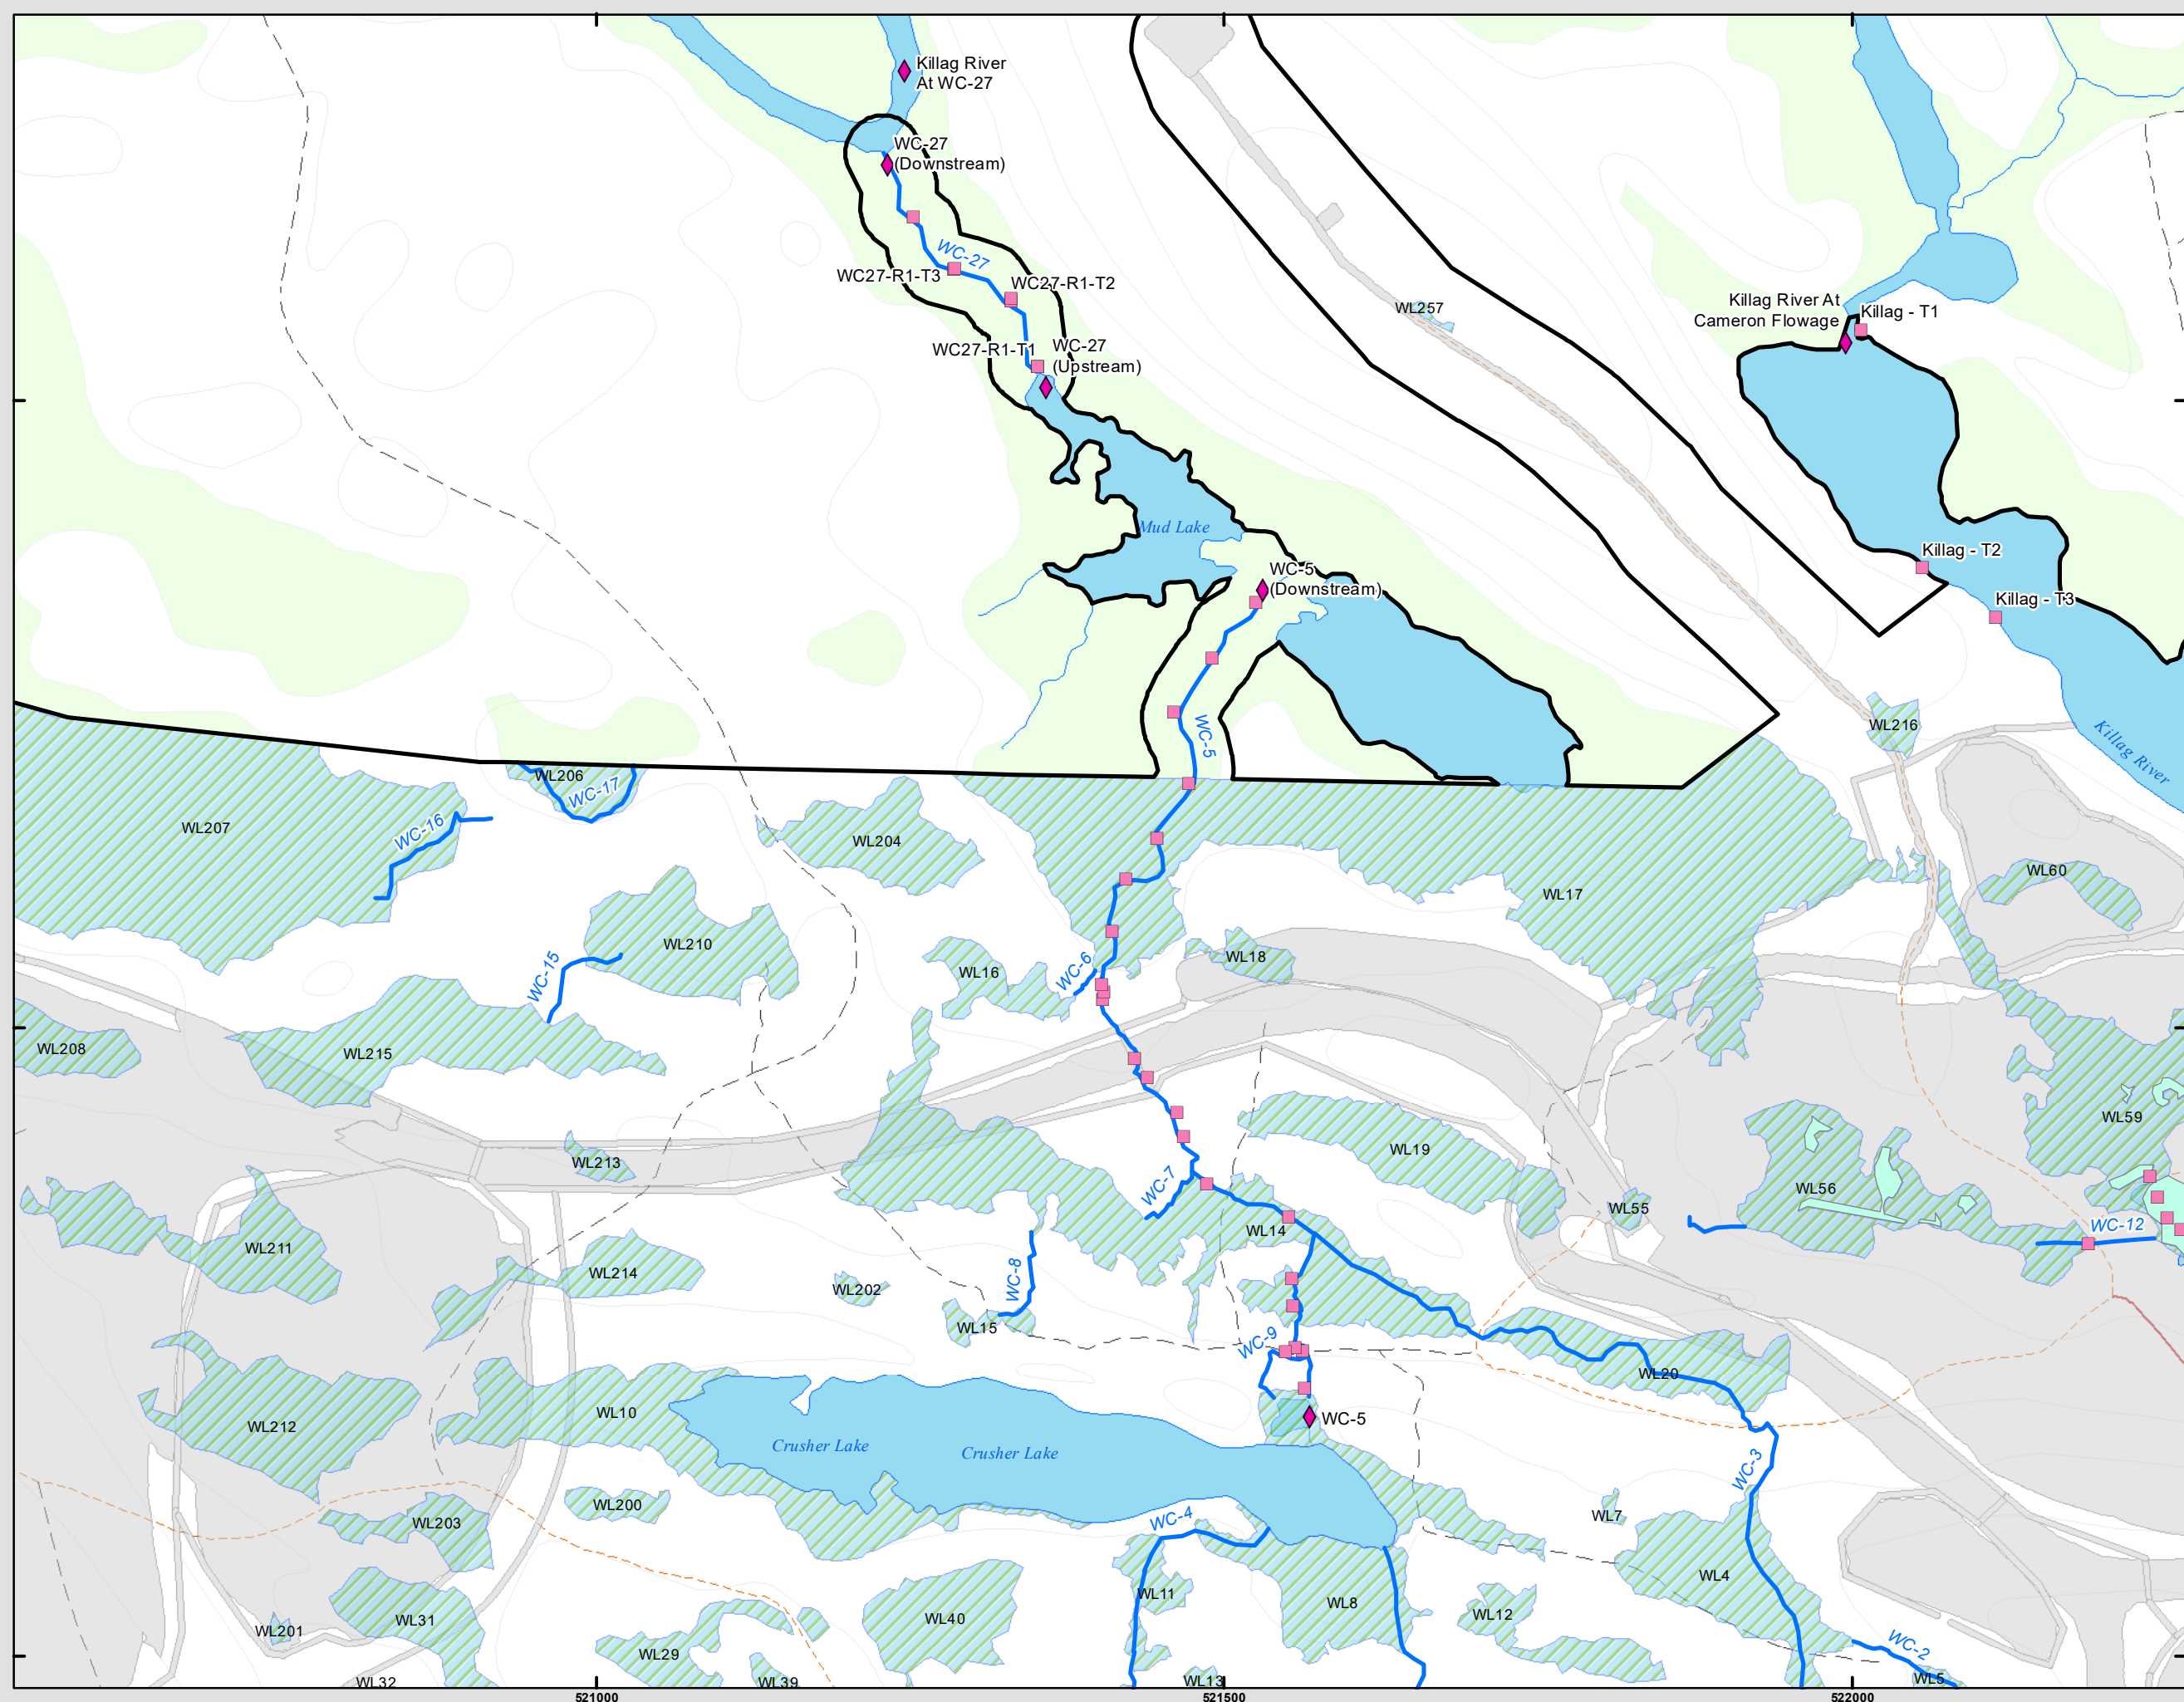 Killag River
At WC-27
WC-27
(Downstream)
WC-27
WC27-R1-T3
WC27-R1-T2
WC27-R1-T1
WC-27
(Upstream)
WL257
Killag River At
Cameron Flowage
Killag - T1
Mud Lake
Killag - T2
WC-5
(Downstream)
Killag - T3
WC-5
WL216
Killag River
WL206
WC-17
WL207
WC-16
WL204
WL60
WL17
WL210
WL18
WC-15
WC-6
WL16
WL208
WL215
WL59
WL19
WL213
WC-7
WL56
WL55
WC-12
WL14
WL211
WL214
WC-8
WL202
WL15
WC-9
WL20
WL10
WL212
WC-5
Crusher Lake
Crusher Lake
WC-3
WL200
WL7
WL203
WC-4
WL4
WL11
WL8
WL12
WL31
WL40
WL201
WC-2
WL29
WL32
WL39
WL13
WL5
521000
521500
522000